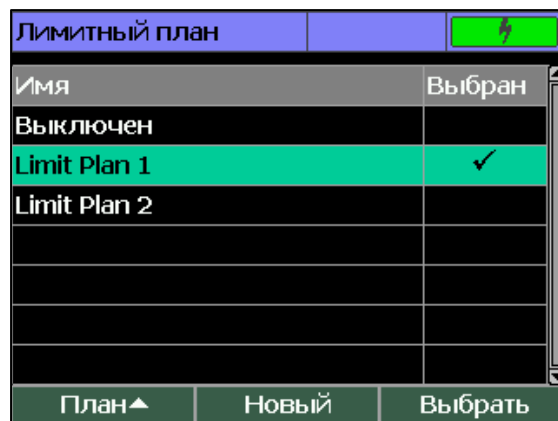 Лимитный план
Имя Выбран
Выключен
Limit Plan 1 ✓
Limit Plan 2
План▲ Новый Выбрать